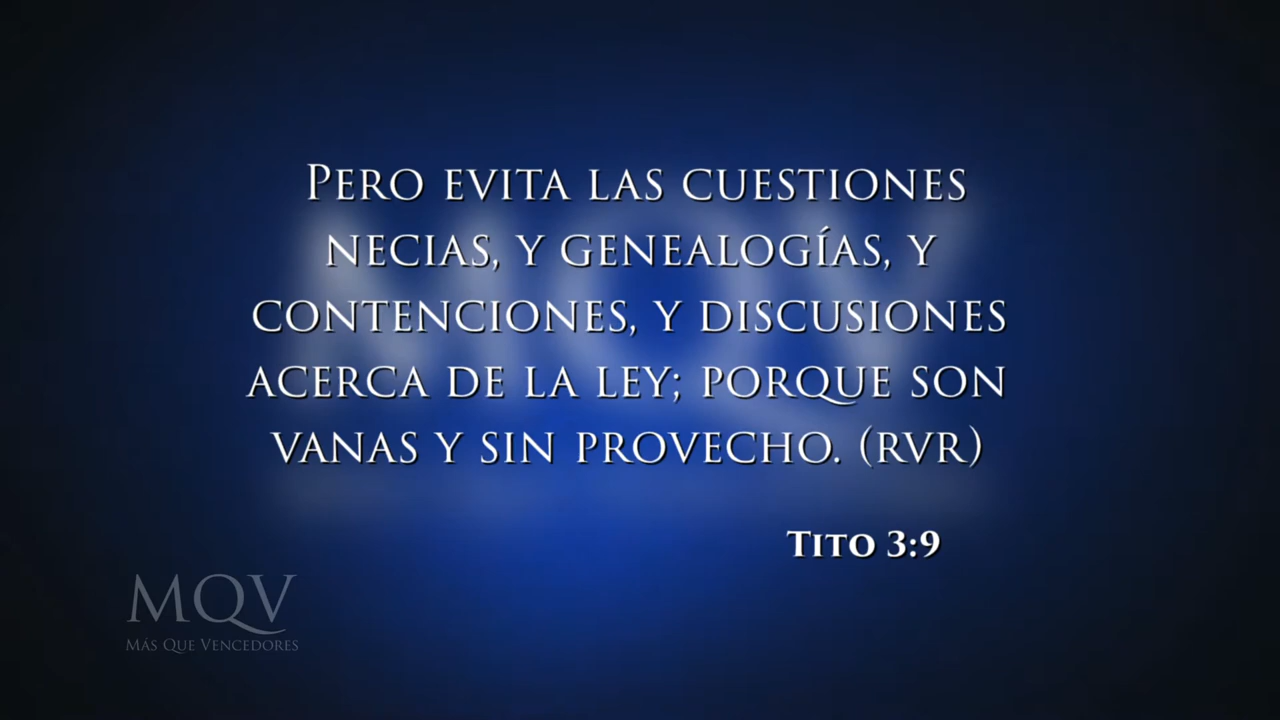 Pero evita las cuestiones
necias, y genealogías, y
contenciones, y discusiones
acerca de la ley; porque son
vanas y sin provecho. (rvr)
Tito 3:9
MQV
Más Que Vencedores